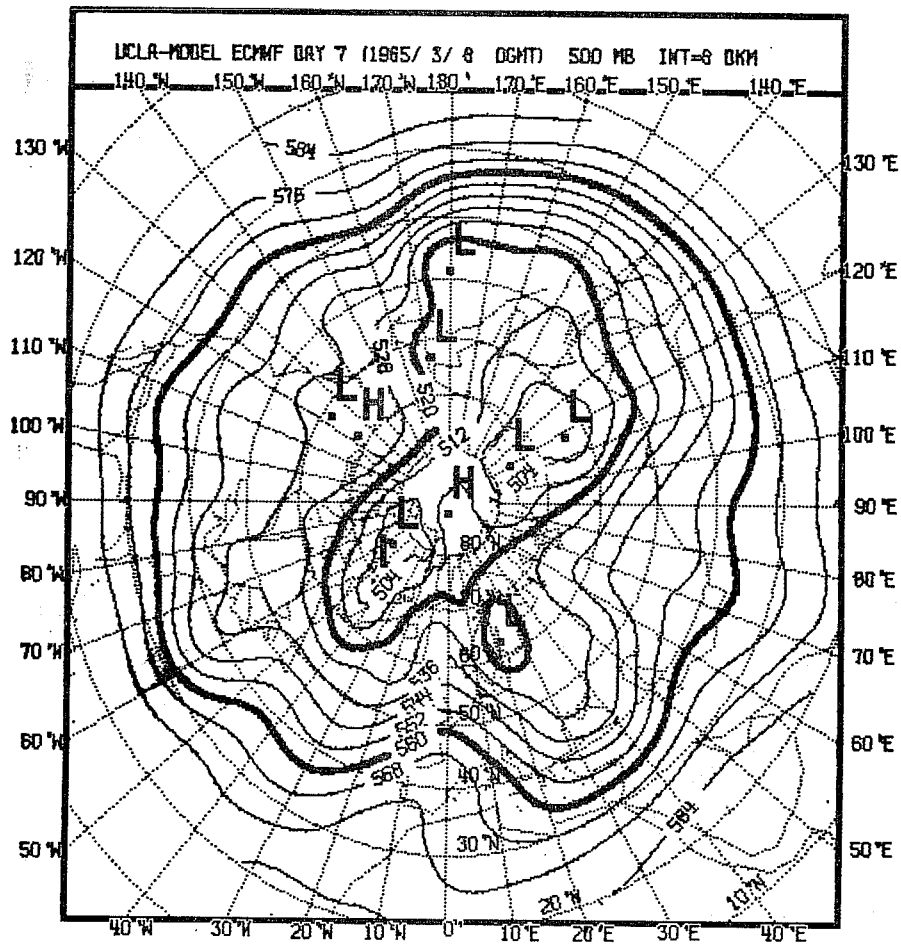 UCLA-MODEL ECMWF DAY 7 (1965/ 3/ 8 0GMT) 500 MB INT=8 DKM
140 °W 150 °W 160 °W 170 °W 180 ° 170 °E 160 °E 150 °E 140 °E
584
130 °W 130 °E
576
L
120 °W 120 °E
L
528
110 °W 110 °E
L H 520 L
100 °W 512 L 100 °E
504
H
90 °W 90 °E
L
80 °N
L
80 °W 504 80 °E
L
70 °W 60 °N 70 °E
536
544 50 °N
552
60 °W 560 60 °E
568 40 °N
584
50 °W 30 °N 50 °E
20 °N 10 °N
40 °W 30 °W 20 °W 10 °W 0 ° 10 °E 20 °E 30 °E 40 °E